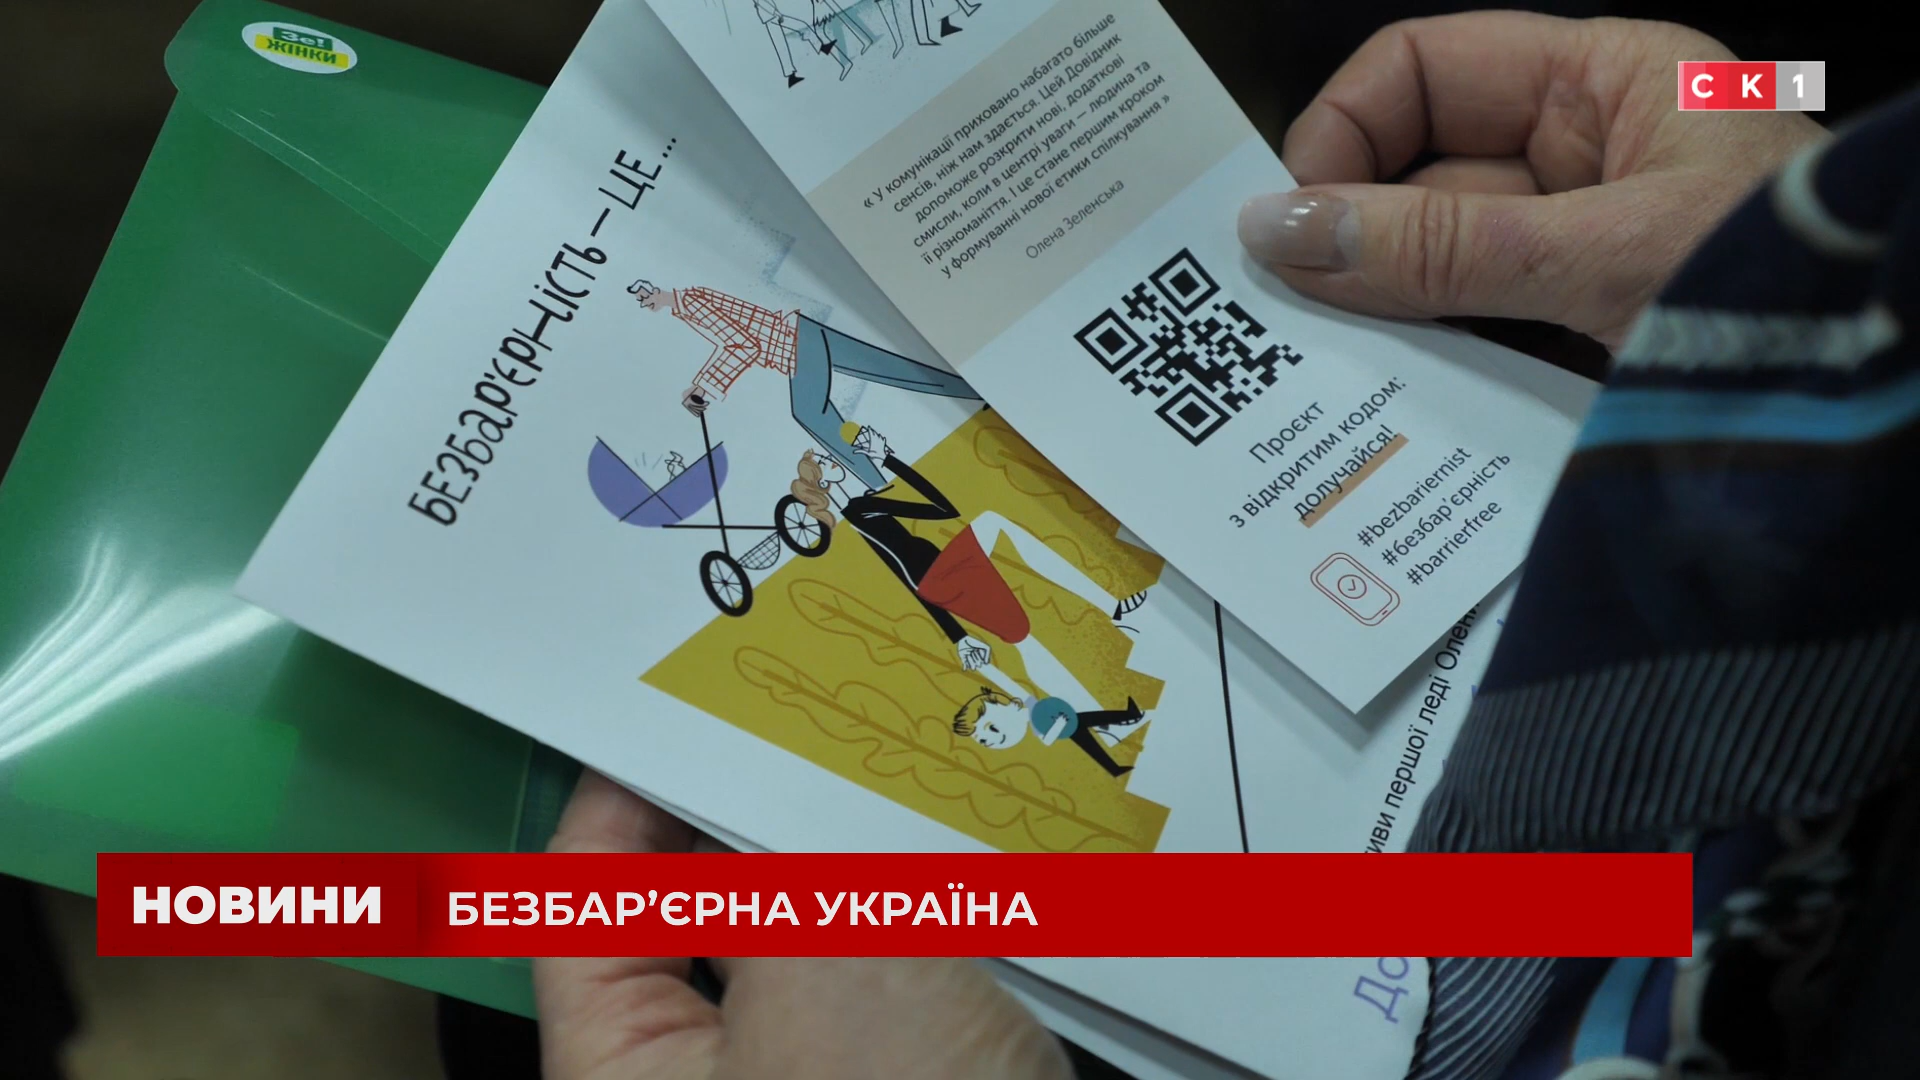 Зе!
ЖІНКИ
СК1
БЕЗБАР'ЄРНІСТЬ — ЦЕ...
« У комунікації приховано набагато більше
сенсів, ніж нам здається. Цей Довідник
допоможе розкрити нові, додаткові
смисли, коли в центрі уваги — людина та
її різноманіття. І це стане першим кроком
у формуванні нової етики спілкування »
Олена Зеленська
Проєкт
з відкритим кодом:
долучайся!
#bezbariernist
#безбар'єрність
#barrierfree
першої леді
НОВИНИ
БЕЗБАР’ЄРНА УКРАЇНА